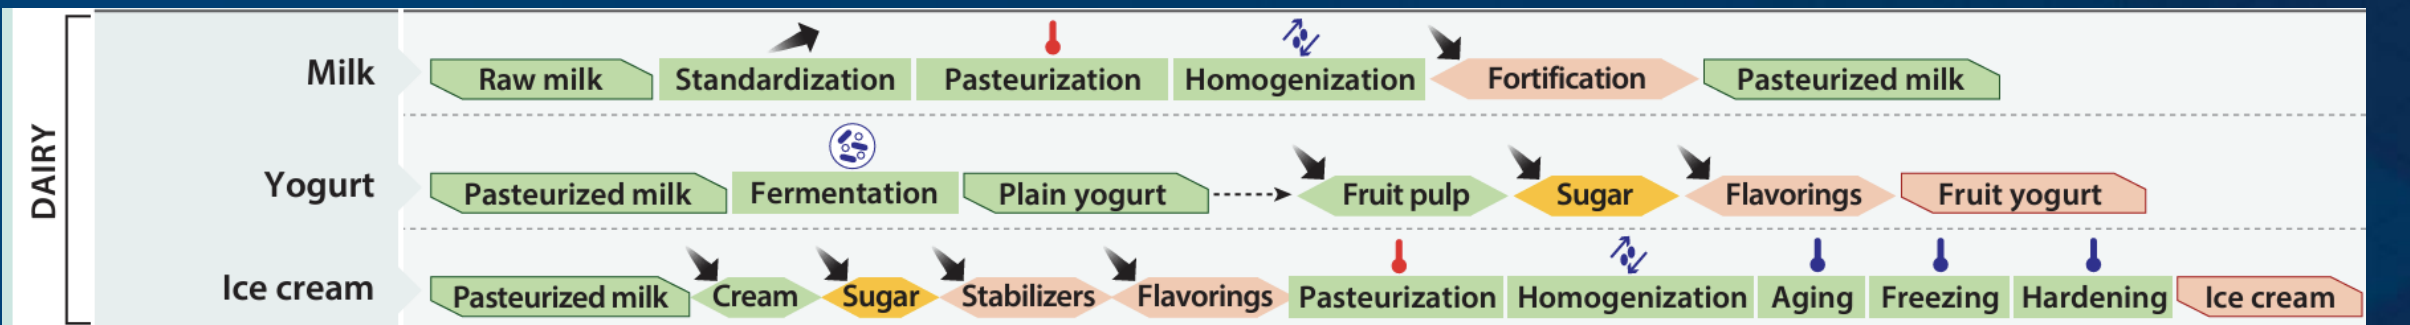 DAIRY
Milk
Raw milk
Standardization
Pasteurization
Homogenization
Fortification
Pasteurized milk
Yogurt
Pasteurized milk
Fermentation
Plain yogurt
Fruit pulp
Sugar
Flavorings
Fruit yogurt
Ice cream
Pasteurized milk
Cream
Sugar
Stabilizers
Flavorings
Pasteurization
Homogenization
Aging
Freezing
Hardening
Ice cream